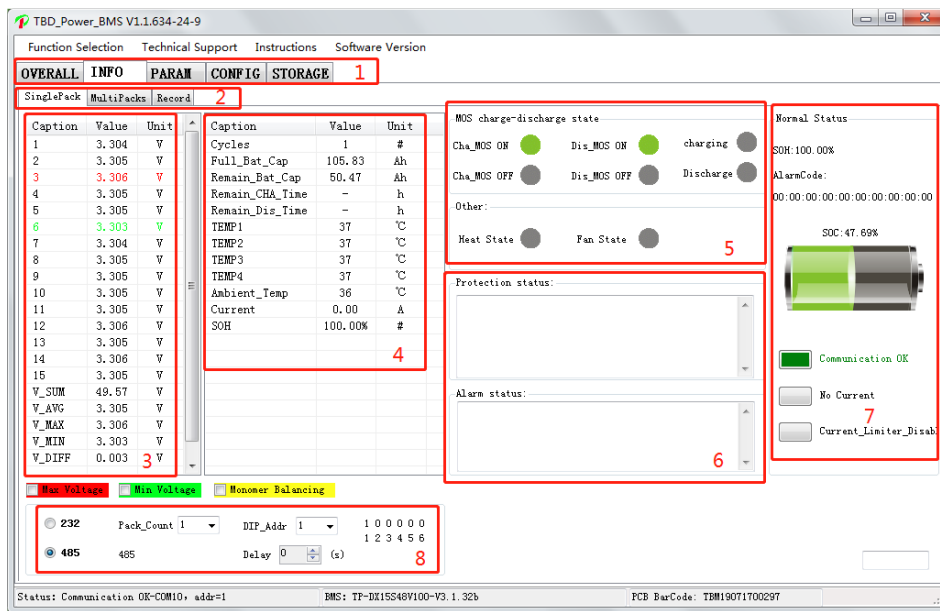 TBD_Power_BMS V1.1.634-24-9
Function Selection Technical Support Instructions Software Version
OVERALL INFO PARAM CONFIG STORAGE 1
SinglePack MultiPacks Record 2
Caption Value Unit
1 3.304 V
2 3.305 V
3 3.306 V
4 3.305 V
5 3.305 V
6 3.303 V
7 3.304 V
8 3.305 V
9 3.305 V
10 3.305 V
11 3.305 V
12 3.306 V
13 3.305 V
14 3.306 V
15 3.305 V
V_SUM 49.57 V
V_AVG 3.305 V
V_MAX 3.306 V
V_MIN 3.303 V
V_DIFF 0.003 V
3
Caption Value Unit
Cycles 1 #
Full_Bat_Cap 105.83 Ah
Remain_Bat_Cap 50.47 Ah
Remain_CHA_Time - h
Remain_Dis_Time - h
TEMP1 37 ℃
TEMP2 37 ℃
TEMP3 37 ℃
TEMP4 37 ℃
Ambient_Temp 36 ℃
Current 0.00 A
SOH 100.00% #
4
MOS charge-discharge state
Cha_MOS ON Dis_MOS ON charging
Cha_MOS OFF Dis_MOS OFF Discharge
Other:
Heat State Fan State 5
Protection status:
Alarm status:
6
Normal Status
SOH:100.00%
AlarmCode:
00:00:00:00:00:00:00:00:00:00
SOC:47.69%
Communication OK
No Current
7
Current_Limiter_Disabl
Max Voltage Min Voltage Monomer Balancing
232 Pack_Count 1 DIP_Addr 1 1 0 0 0 0 0
1 2 3 4 5 6
485 485 Delay 0 (s) 8
Status: Communication OK-COM10, addr=1 BMS: TP-DX15S48V100-V3.1.32b PCB BarCode: TBM19071700297